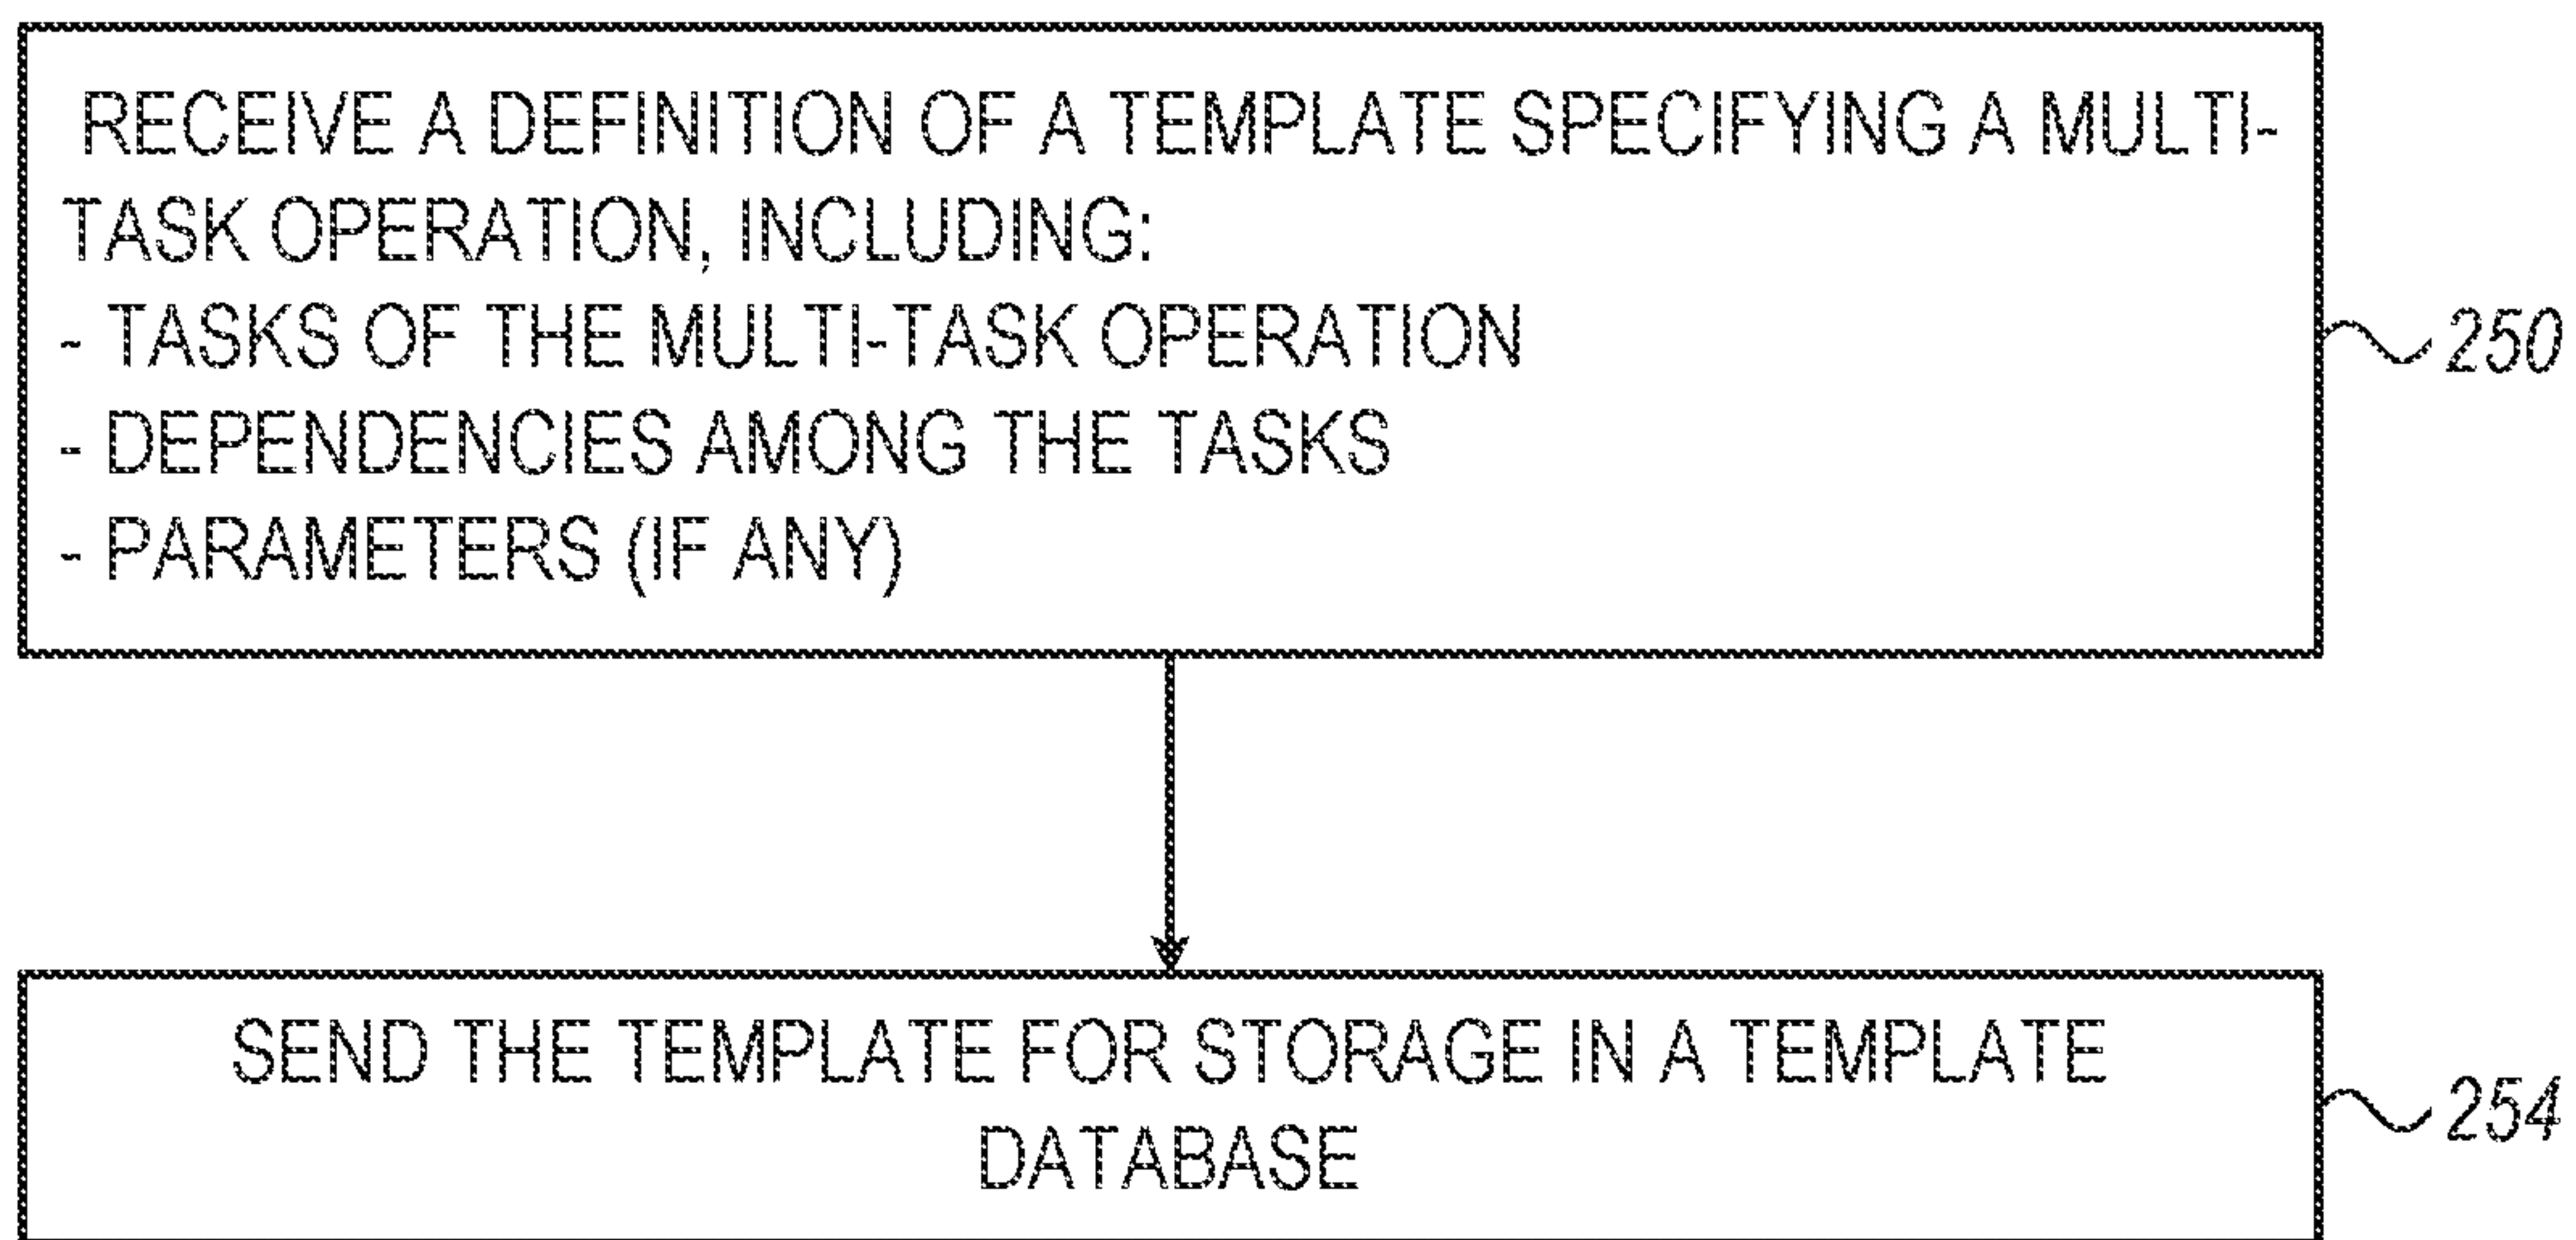 RECEIVE A DEFINITION OF A TEMPLATE SPECIFYING A MULTI-
TASK OPERATION, INCLUDING:
- TASKS OF THE MULTI-TASK OPERATION
- DEPENDENCIES AMONG THE TASKS
- PARAMETERS (IF ANY)
250
SEND THE TEMPLATE FOR STORAGE IN A TEMPLATE
DATABASE
254